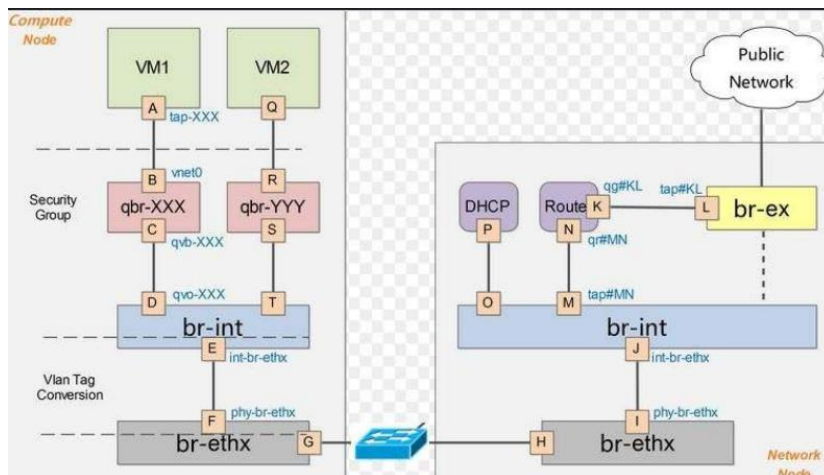 Compute
Node
VM1
VM2
Public
Network
A
Q
tap-XXX
B
vnet0
R
Security
Group
qbr-XXX
qbr-YYY
C
qvb-XXX
S
DHCP
Route
qg#KL
tap#KL
K
L
br-ex
P
N
qr#MN
D
qvo-XXX
T
O
M
tap#MN
br-int
br-int
E
int-br-ethx
J
int-br-ethx
Vlan Tag
Conversion
F
phy-br-ethx
I
phy-br-ethx
br-ethx
G
H
br-ethx
Network
Node